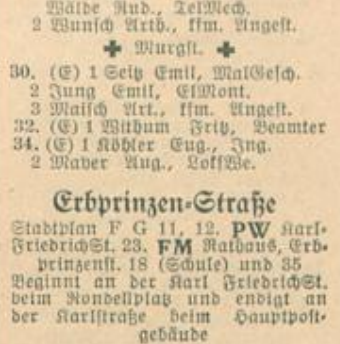 Wälde Rud., TelMech.
2 Wunsch Arth., kfm. Angest.
✚ Murgst. ✚
30. (E) 1 Seitz Emil, MalGesch.
2 Jung Emil, ElMont.
3 Maisch Art., kfm. Angest.
32. (E) 1 Withum Fritz, Beamter
34. (E) 1 Köhler Eug., Ing.
2 Mayer Aug., LokfWe.
Erbprinzen-Straße
Stadtplan F G 11, 12. PW Karl-
FriedrichSt. 23. FM Rathaus, Erb-
prinzenst. 18 (Schule) und 35
Beginnt an der Karl FriedrichSt.
beim Rondellplatz und endigt an
der Karlstraße beim Hauptpost-
gebäude